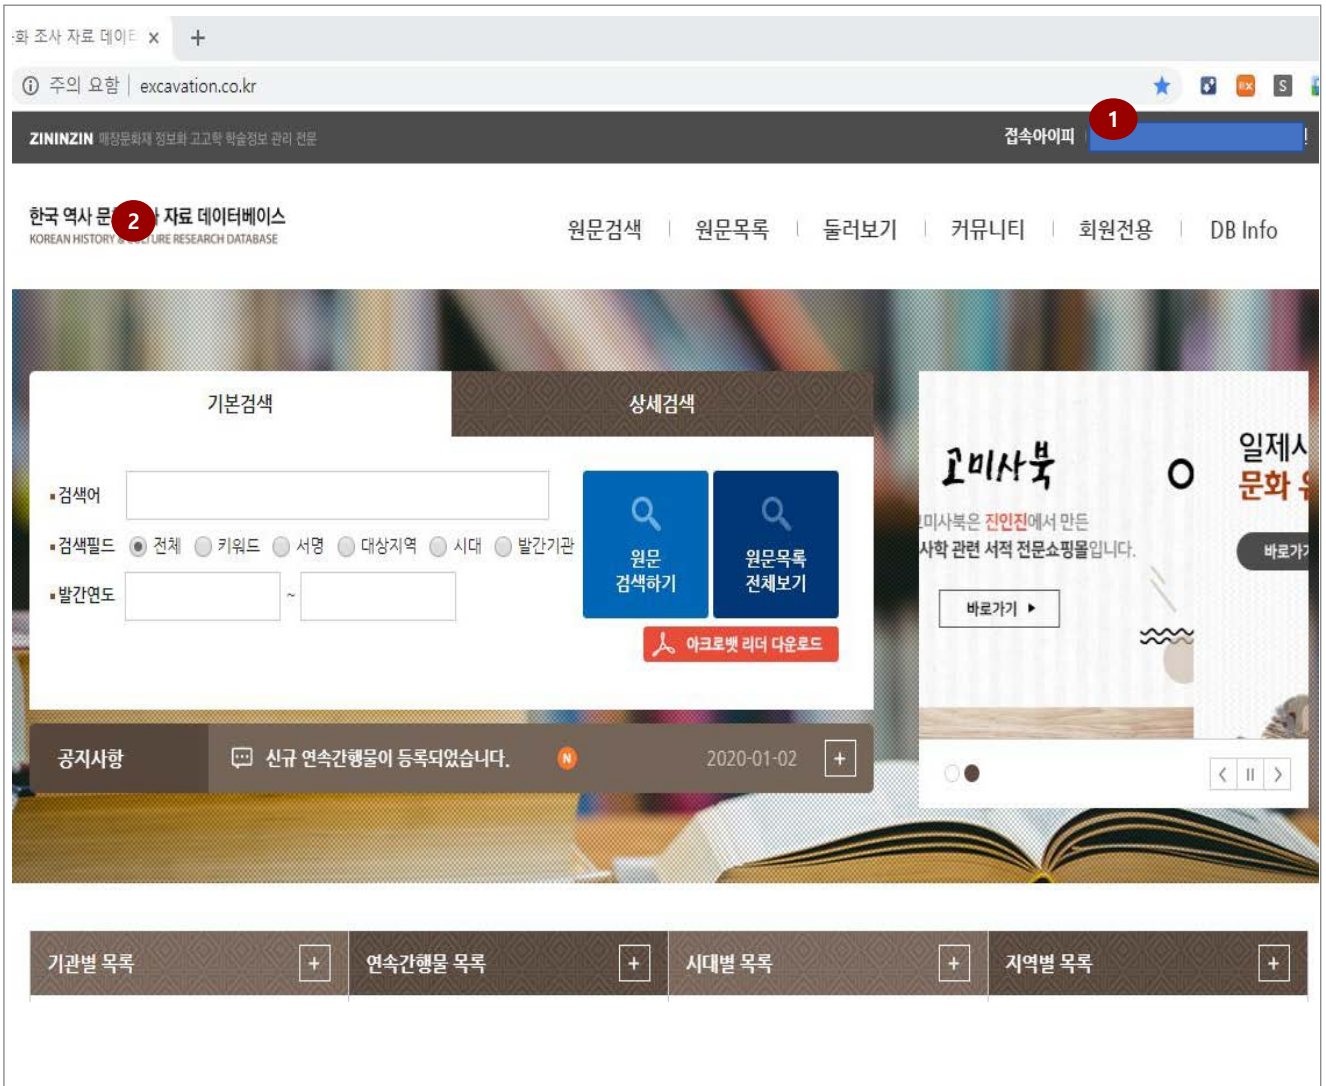 화 조사 자료 데이트
주의 요함 excavation.co.kr
1
ZININZIN 매장문화재 정보화 고고학 학술정보 관리 전문 접속아이피
한국 역사 문 자료 데이터베이스
2
KOREAN HISTORY & CULTURE RESEARCH DATABASE
원문검색 원문목록 둘러보기 커뮤니티 회원전용 DB Info
기본검색 상세검색
검색어
검색필드 전체 키워드 서명 대상지역 시대 발간기관
발간연도 ~
원문
검색하기
원문목록
전체보기
아크로뱃 리더 다운로드
고미사북
미사북은 진인진에서 만든
사학 관련 서적 전문쇼핑몰입니다.
바로가기 ▶
일제시
문화 유
바로가기
공지사항 신규 연속간행물이 등록되었습니다. N 2020-01-02 +
기관별 목록 + 연속간행물 목록 + 시대별 목록 + 지역별 목록 +